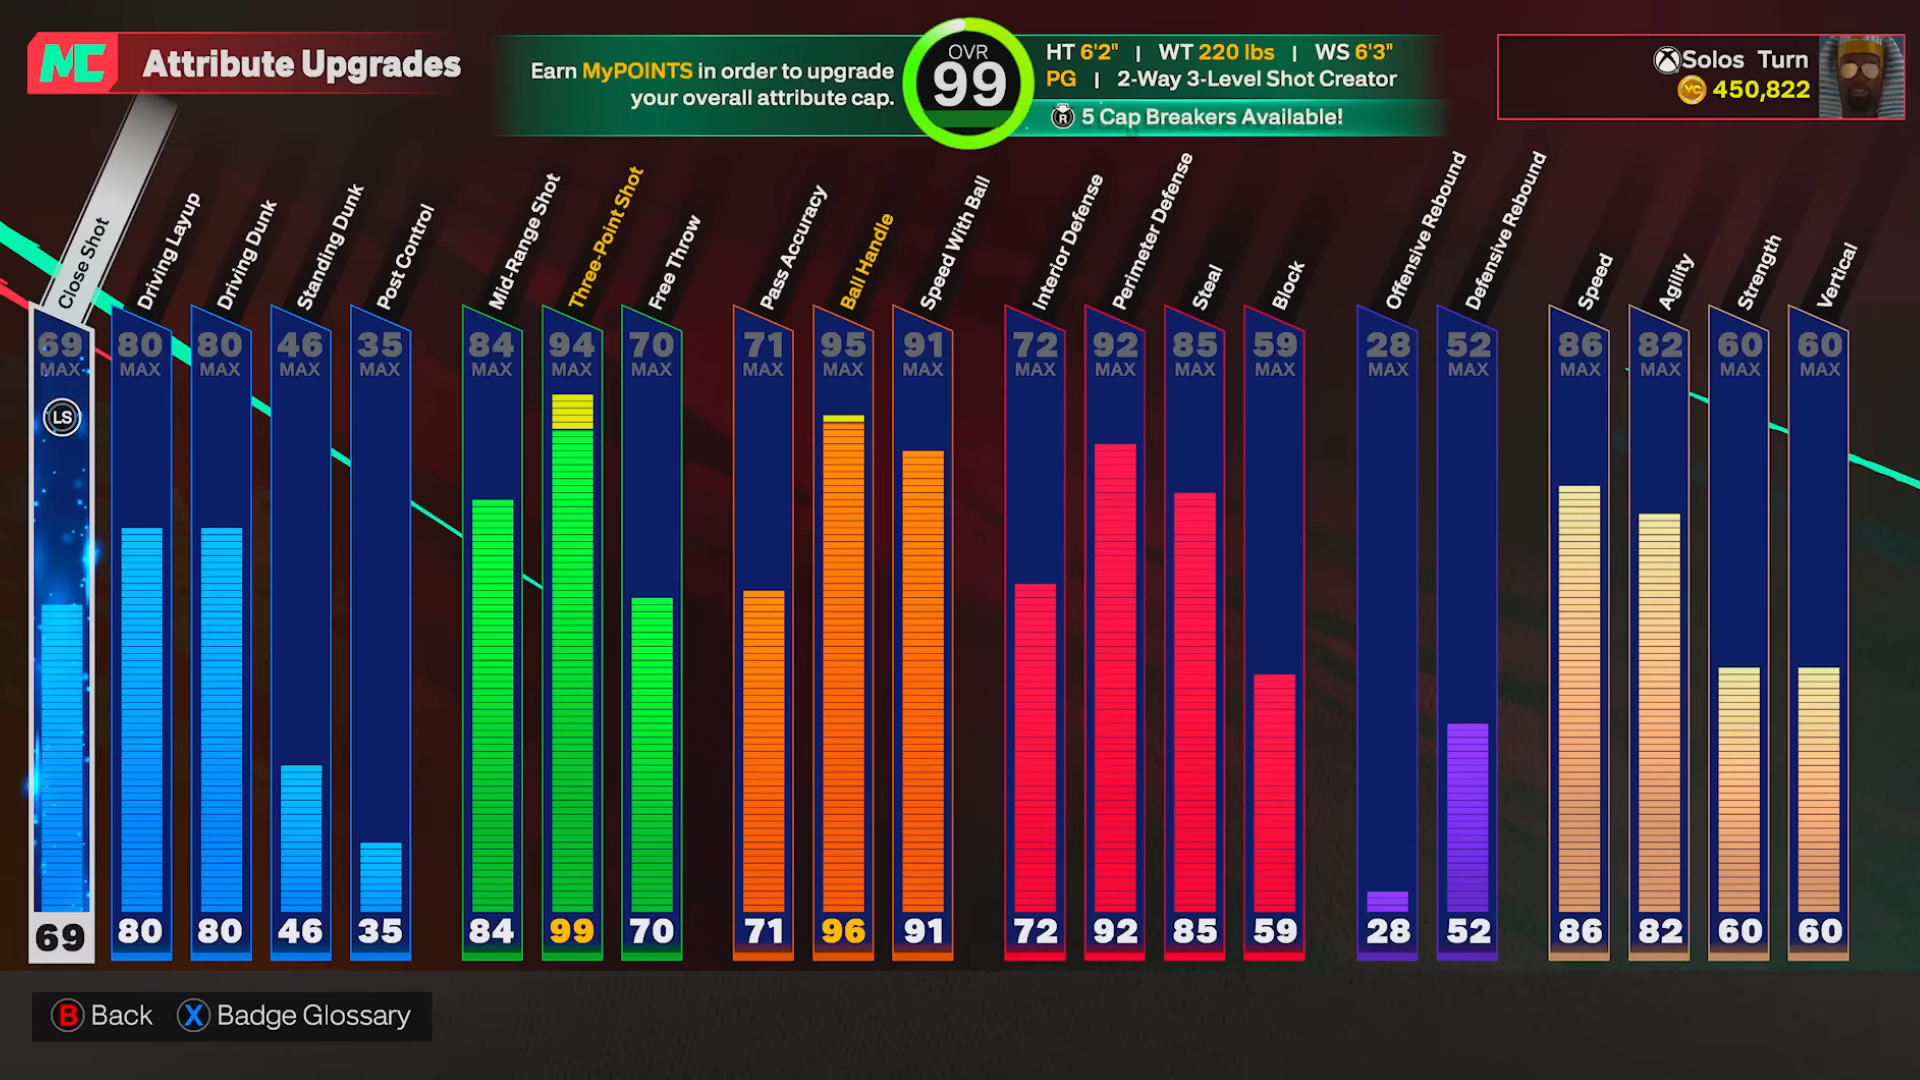 MC Attribute Upgrades
Earn MyPOINTS in order to upgrade
your overall attribute cap.
OVR
99
HT 6'2" | WT 220 lbs | WS 6'3"
PG | 2-Way 3-Level Shot Creator
R 5 Cap Breakers Available!
Solos Turn
VC 450,822
Close Shot
Driving Layup
Driving Dunk
Standing Dunk
Post Control
Mid-Range Shot
Three-Point Shot
Free Throw
Pass Accuracy
Ball Handle
Speed With Ball
Interior Defense
Perimeter Defense
Steal
Block
Offensive Rebound
Defensive Rebound
Speed
Agility
Strength
Vertical
69 80 80 46 35 84 94 70 71 95 91 72 92 85 59 28 52 86 82 60 60
MAX MAX MAX MAX MAX MAX MAX MAX MAX MAX MAX MAX MAX MAX MAX MAX MAX MAX MAX MAX MAX
LS
69 80 80 46 35 84 99 70 71 96 91 72 92 85 59 28 52 86 82 60 60
B Back X Badge Glossary